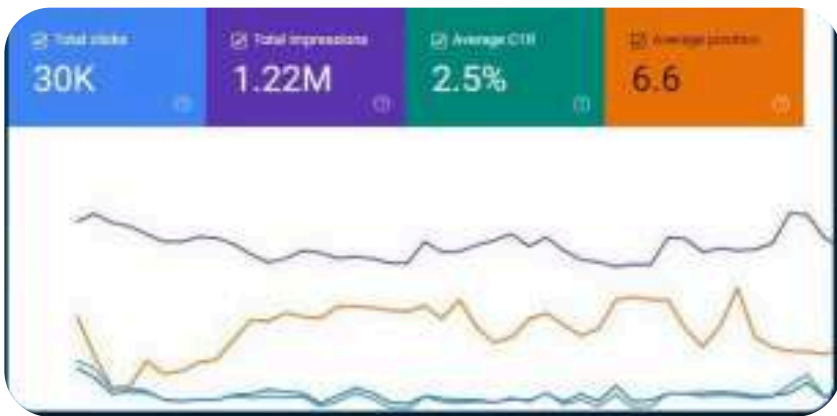 Total clicks
30K
Total impressions
1.22M
Average CTR
2.5%
Average position
6.6